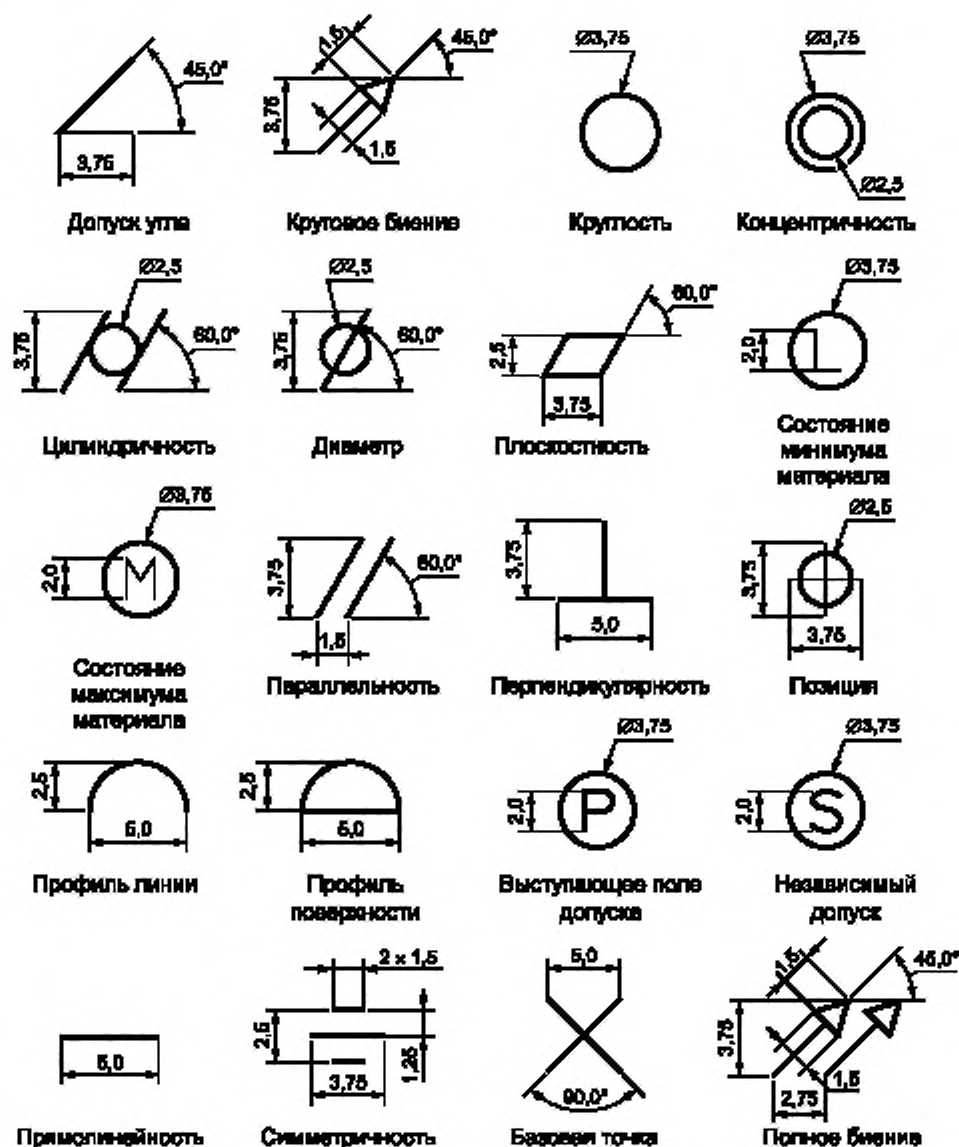 45,0°
3,75
Допуск угла
1,5
45,0°
3,75
1,5
Круговое биение
Ø3,75
Круглость
Ø3,75
Ø2,5
Концентричность
Ø2,5
3,75
60,0°
Цилиндричность
Ø2,5
3,75
60,0°
Диаметр
60,0°
2,5
3,75
Плоскостность
Ø3,75
2,0
L
Состояние
минимума
материала
Ø3,75
2,0
M
Состояние
максимума
материала
3,75
60,0°
1,5
Параллельность
3,75
5,0
Перпендикулярность
Ø2,5
3,75
3,75
Позиция
2,5
5,0
Профиль линии
2,5
5,0
Профиль
поверхности
Ø3,75
2,0
P
Выступающее поле
допуска
Ø3,75
2,0
S
Независимый
допуск
5,0
Прямолинейность
2 × 1,5
2,5
3,75
1,25
Симметричность
5,0
90,0°
Базовая точка
1,5
45,0°
3,75
1,5
2,75
Полное биение